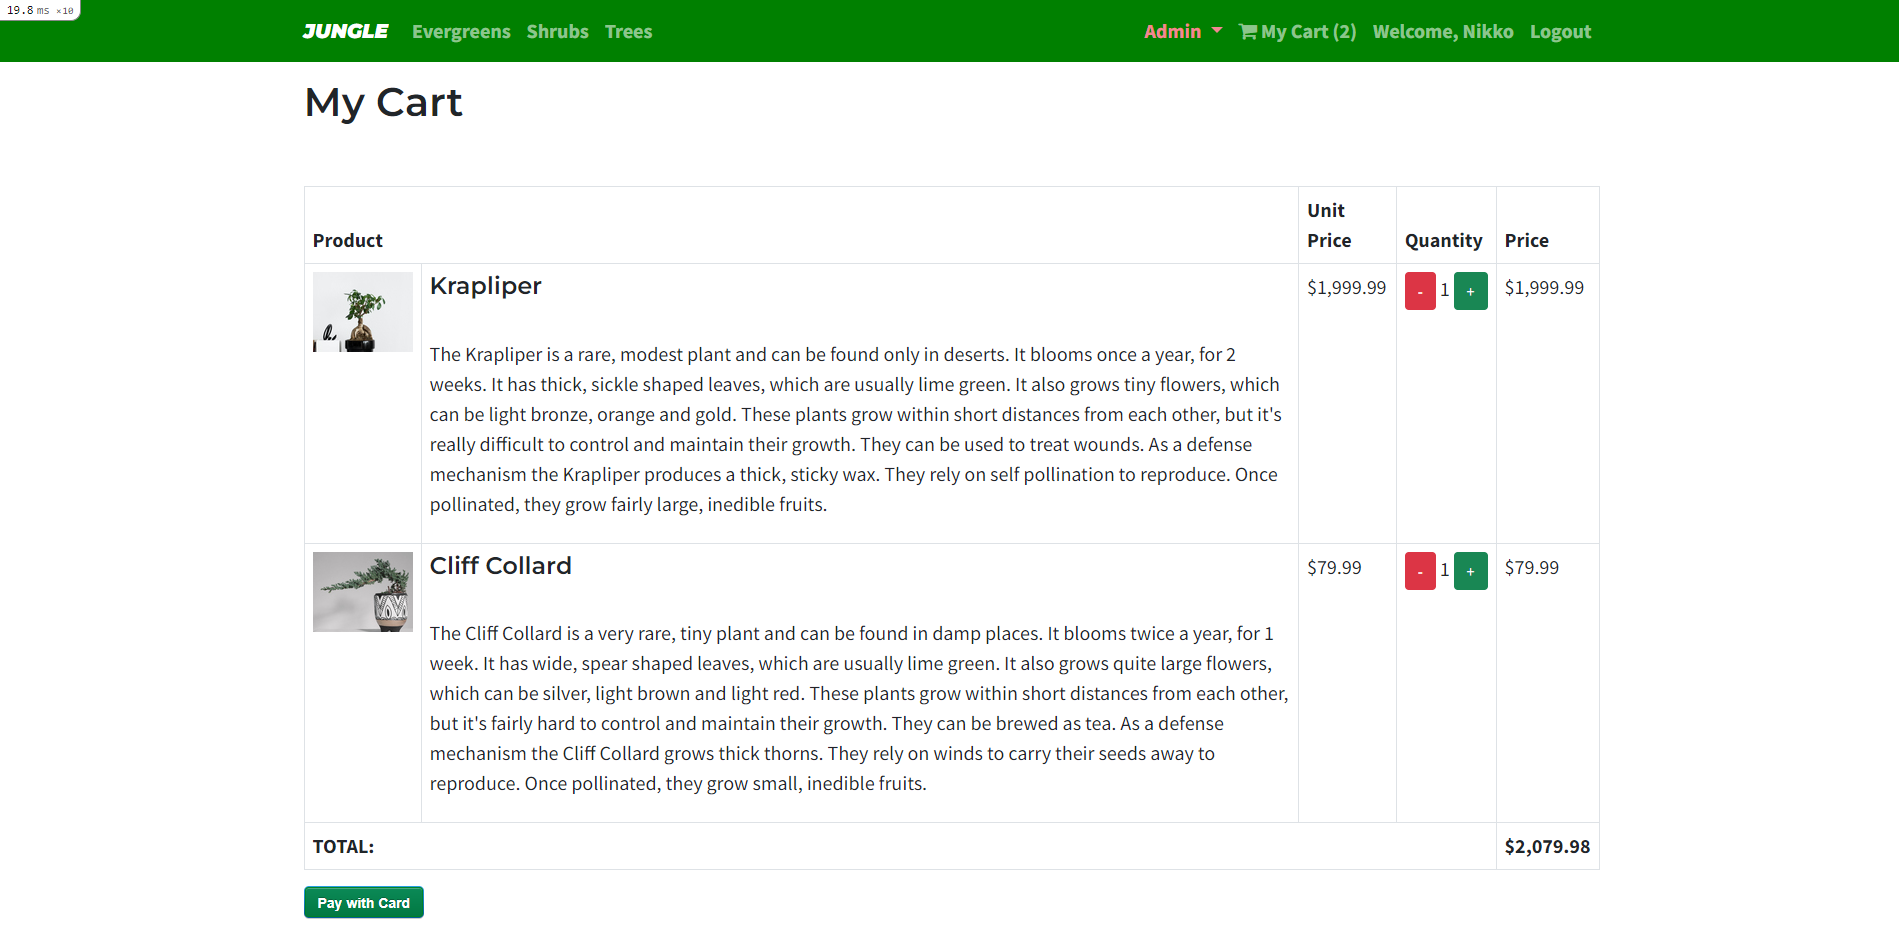 19.8 ms ×10
JUNGLE Evergreens Shrubs Trees Admin My Cart (2) Welcome, Nikko Logout
My Cart
Product Unit Price Quantity Price
Krapliper $1,999.99 - 1 + $1,999.99
The Krapliper is a rare, modest plant and can be found only in deserts. It blooms once a year, for 2
weeks. It has thick, sickle shaped leaves, which are usually lime green. It also grows tiny flowers, which
can be light bronze, orange and gold. These plants grow within short distances from each other, but it's
really difficult to control and maintain their growth. They can be used to treat wounds. As a defense
mechanism the Krapliper produces a thick, sticky wax. They rely on self pollination to reproduce. Once
pollinated, they grow fairly large, inedible fruits.
Cliff Collard $79.99 - 1 + $79.99
The Cliff Collard is a very rare, tiny plant and can be found in damp places. It blooms twice a year, for 1
week. It has wide, spear shaped leaves, which are usually lime green. It also grows quite large flowers,
which can be silver, light brown and light red. These plants grow within short distances from each other,
but it's fairly hard to control and maintain their growth. They can be brewed as tea. As a defense
mechanism the Cliff Collard grows thick thorns. They rely on winds to carry their seeds away to
reproduce. Once pollinated, they grow small, inedible fruits.
TOTAL: $2,079.98
Pay with Card